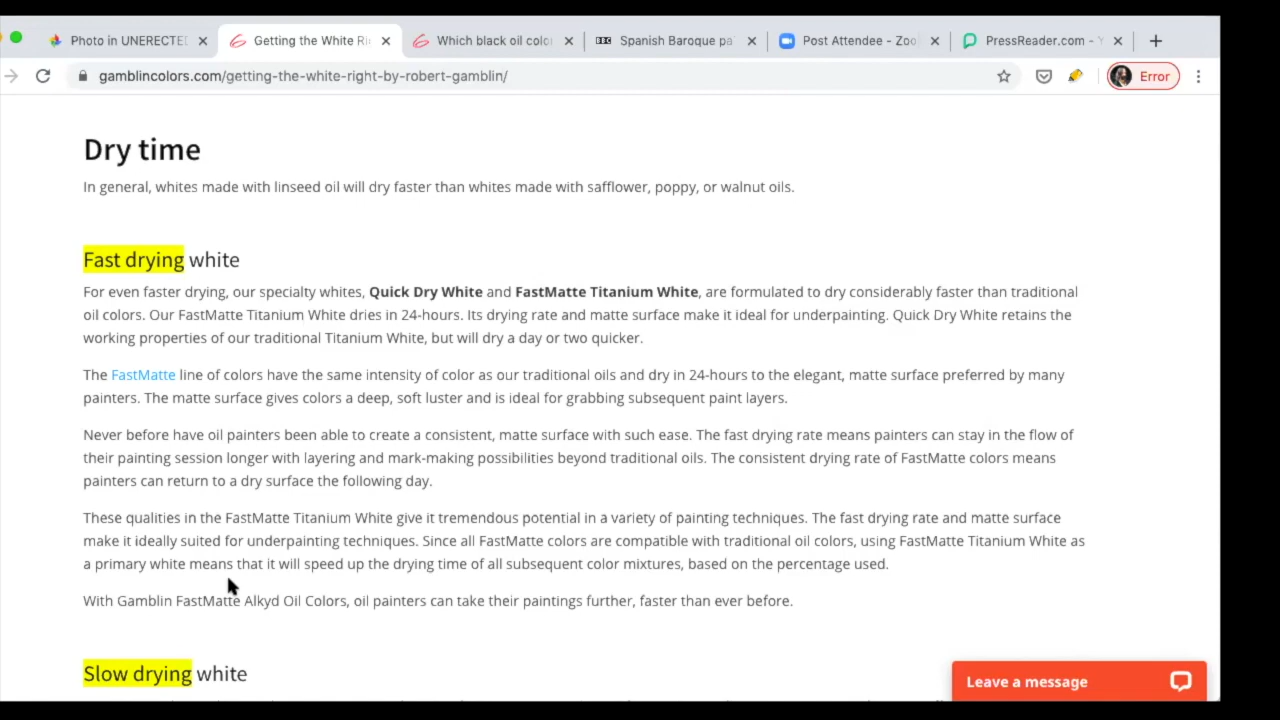 Photo in UNERECTED
Getting the White Ri
Which black oil colo
BBC Spanish Baroque pa
Post Attendee - Zoo
PressReader.com - Y
gamblincolors.com/getting-the-white-right-by-robert-gamblin/
Error
Dry time
In general, whites made with linseed oil will dry faster than whites made with safflower, poppy, or walnut oils.
Fast drying white
For even faster drying, our specialty whites, Quick Dry White and FastMatte Titanium White, are formulated to dry considerably faster than traditional
oil colors. Our FastMatte Titanium White dries in 24-hours. Its drying rate and matte surface make it ideal for underpainting. Quick Dry White retains the
working properties of our traditional Titanium White, but will dry a day or two quicker.
The FastMatte line of colors have the same intensity of color as our traditional oils and dry in 24-hours to the elegant, matte surface preferred by many
painters. The matte surface gives colors a deep, soft luster and is ideal for grabbing subsequent paint layers.
Never before have oil painters been able to create a consistent, matte surface with such ease. The fast drying rate means painters can stay in the flow of
their painting session longer with layering and mark-making possibilities beyond traditional oils. The consistent drying rate of FastMatte colors means
painters can return to a dry surface the following day.
These qualities in the FastMatte Titanium White give it tremendous potential in a variety of painting techniques. The fast drying rate and matte surface
make it ideally suited for underpainting techniques. Since all FastMatte colors are compatible with traditional oil colors, using FastMatte Titanium White as
a primary white means that it will speed up the drying time of all subsequent color mixtures, based on the percentage used.
With Gamblin FastMatte Alkyd Oil Colors, oil painters can take their paintings further, faster than ever before.
Slow drying white
Leave a message